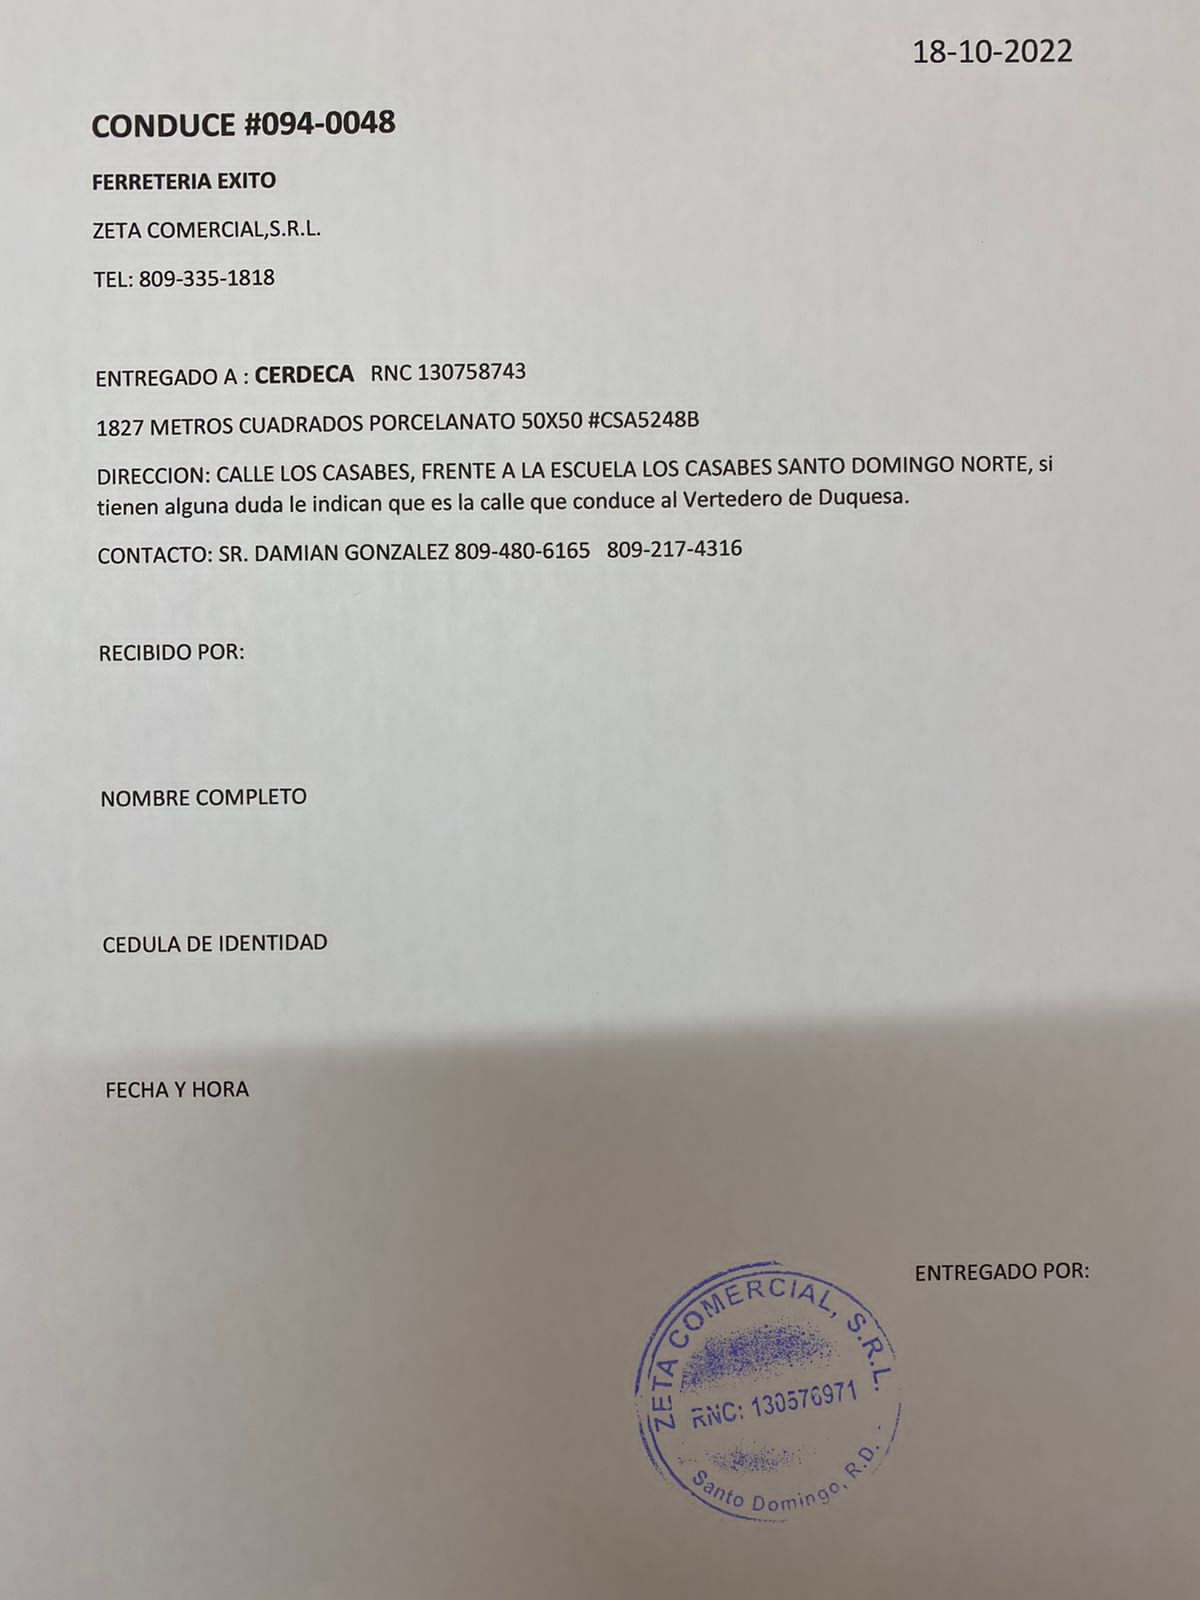 18-10-2022
CONDUCE #094-0048
FERRETERIA EXITO
ZETA COMERCIAL,S.R.L.
TEL: 809-335-1818
ENTREGADO A : CERDECA RNC 130758743
1827 METROS CUADRADOS PORCELANATO 50X50 #CSA5248B
DIRECCION: CALLE LOS CASABES, FRENTE A LA ESCUELA LOS CASABES SANTO DOMINGO NORTE, si
tienen alguna duda le indican que es la calle que conduce al Vertedero de Duquesa.
CONTACTO: SR. DAMIAN GONZALEZ 809-480-6165 809-217-4316
RECIBIDO POR:
NOMBRE COMPLETO
CEDULA DE IDENTIDAD
FECHA Y HORA
ENTREGADO POR:
ZETA COMERCIAL, S.R.L.
RNC: 130576971
Santo Domingo, R.D.